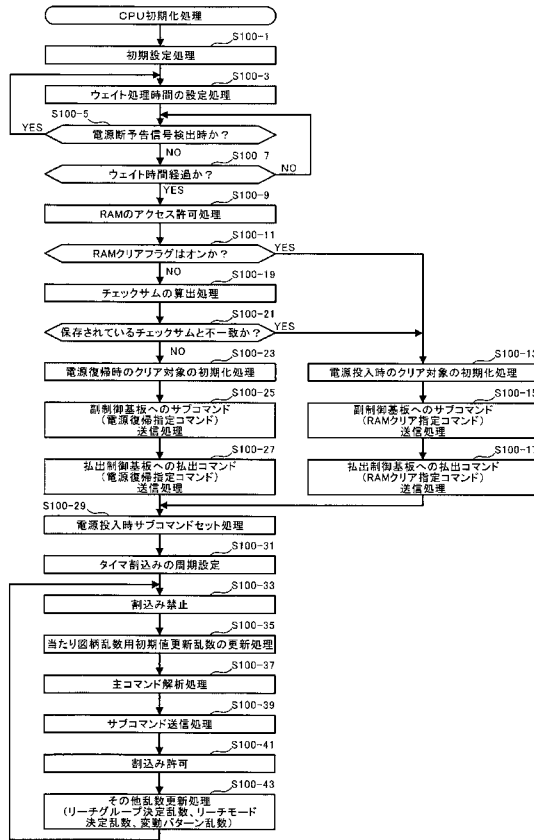 CPU初期化処理
S100-1
初期設定処理
S100-3
ウェイト処理時間の設定処理
S100-5
YES
電源断予告信号検出時か?
NO
S100-7
ウェイト時間経過か?
NO
YES
S100-9
RAMのアクセス許可処理
S100-11
RAMクリアフラグはオンか?
YES
NO
S100-19
チェックサムの算出処理
S100-21
保存されているチェックサムと不一致か?
YES
NO
S100-23
電源復帰時のクリア対象の初期化処理
S100-25
副制御基板へのサブコマンド
(電源復帰指定コマンド)
送信処理
S100-27
払出制御基板への払出コマンド
(電源復帰指定コマンド)
送信処理
S100-13
電源投入時のクリア対象の初期化処理
S100-15
副制御基板へのサブコマンド
(RAMクリア指定コマンド)
送信処理
S100-17
払出制御基板への払出コマンド
(RAMクリア指定コマンド)
送信処理
S100-29
電源投入時サブコマンドセット処理
S100-31
タイマ割込みの周期設定
S100-33
割込み禁止
S100-35
当たり図柄乱数用初期値更新乱数の更新処理
S100-37
主コマンド解析処理
S100-39
サブコマンド送信処理
S100-41
割込み許可
S100-43
その他乱数更新処理
(リーチグループ決定乱数、リーチモード
決定乱数、変動パターン乱数)